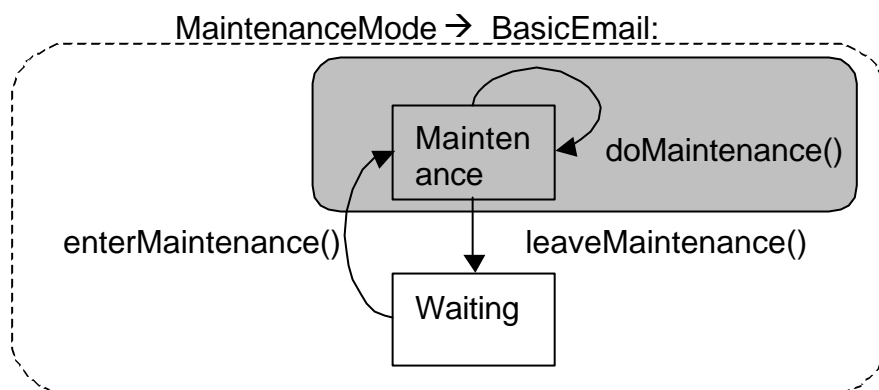 MaintenanceMode → BasicEmail:
Mainten
ance
doMaintenance()
enterMaintenance()
leaveMaintenance()
Waiting